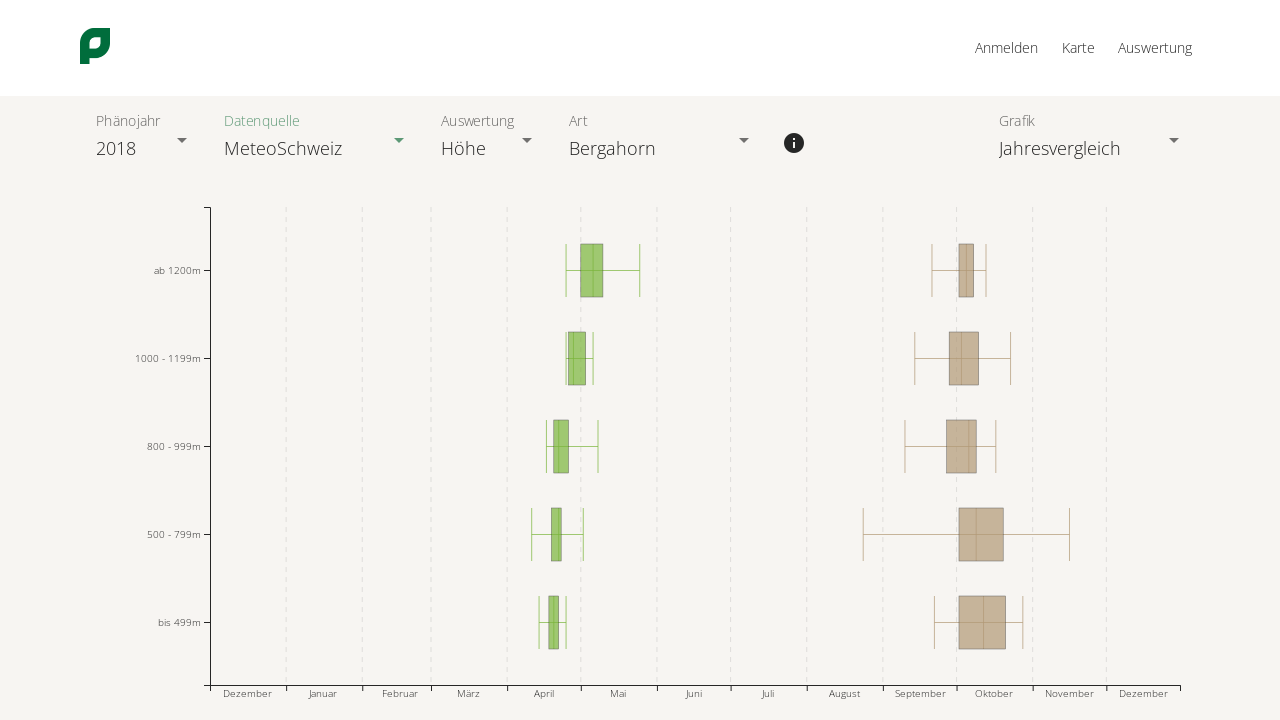 Anmelden Karte Auswertung
Phänojahr Datenquelle Auswertung Art Grafik
2018 MeteoSchweiz Höhe Bergahorn Jahresvergleich
ab 1200m
1000 - 1199m
800 - 999m
500 - 799m
bis 499m
Dezember Januar Februar März April Mai Juni Juli August September Oktober November Dezember